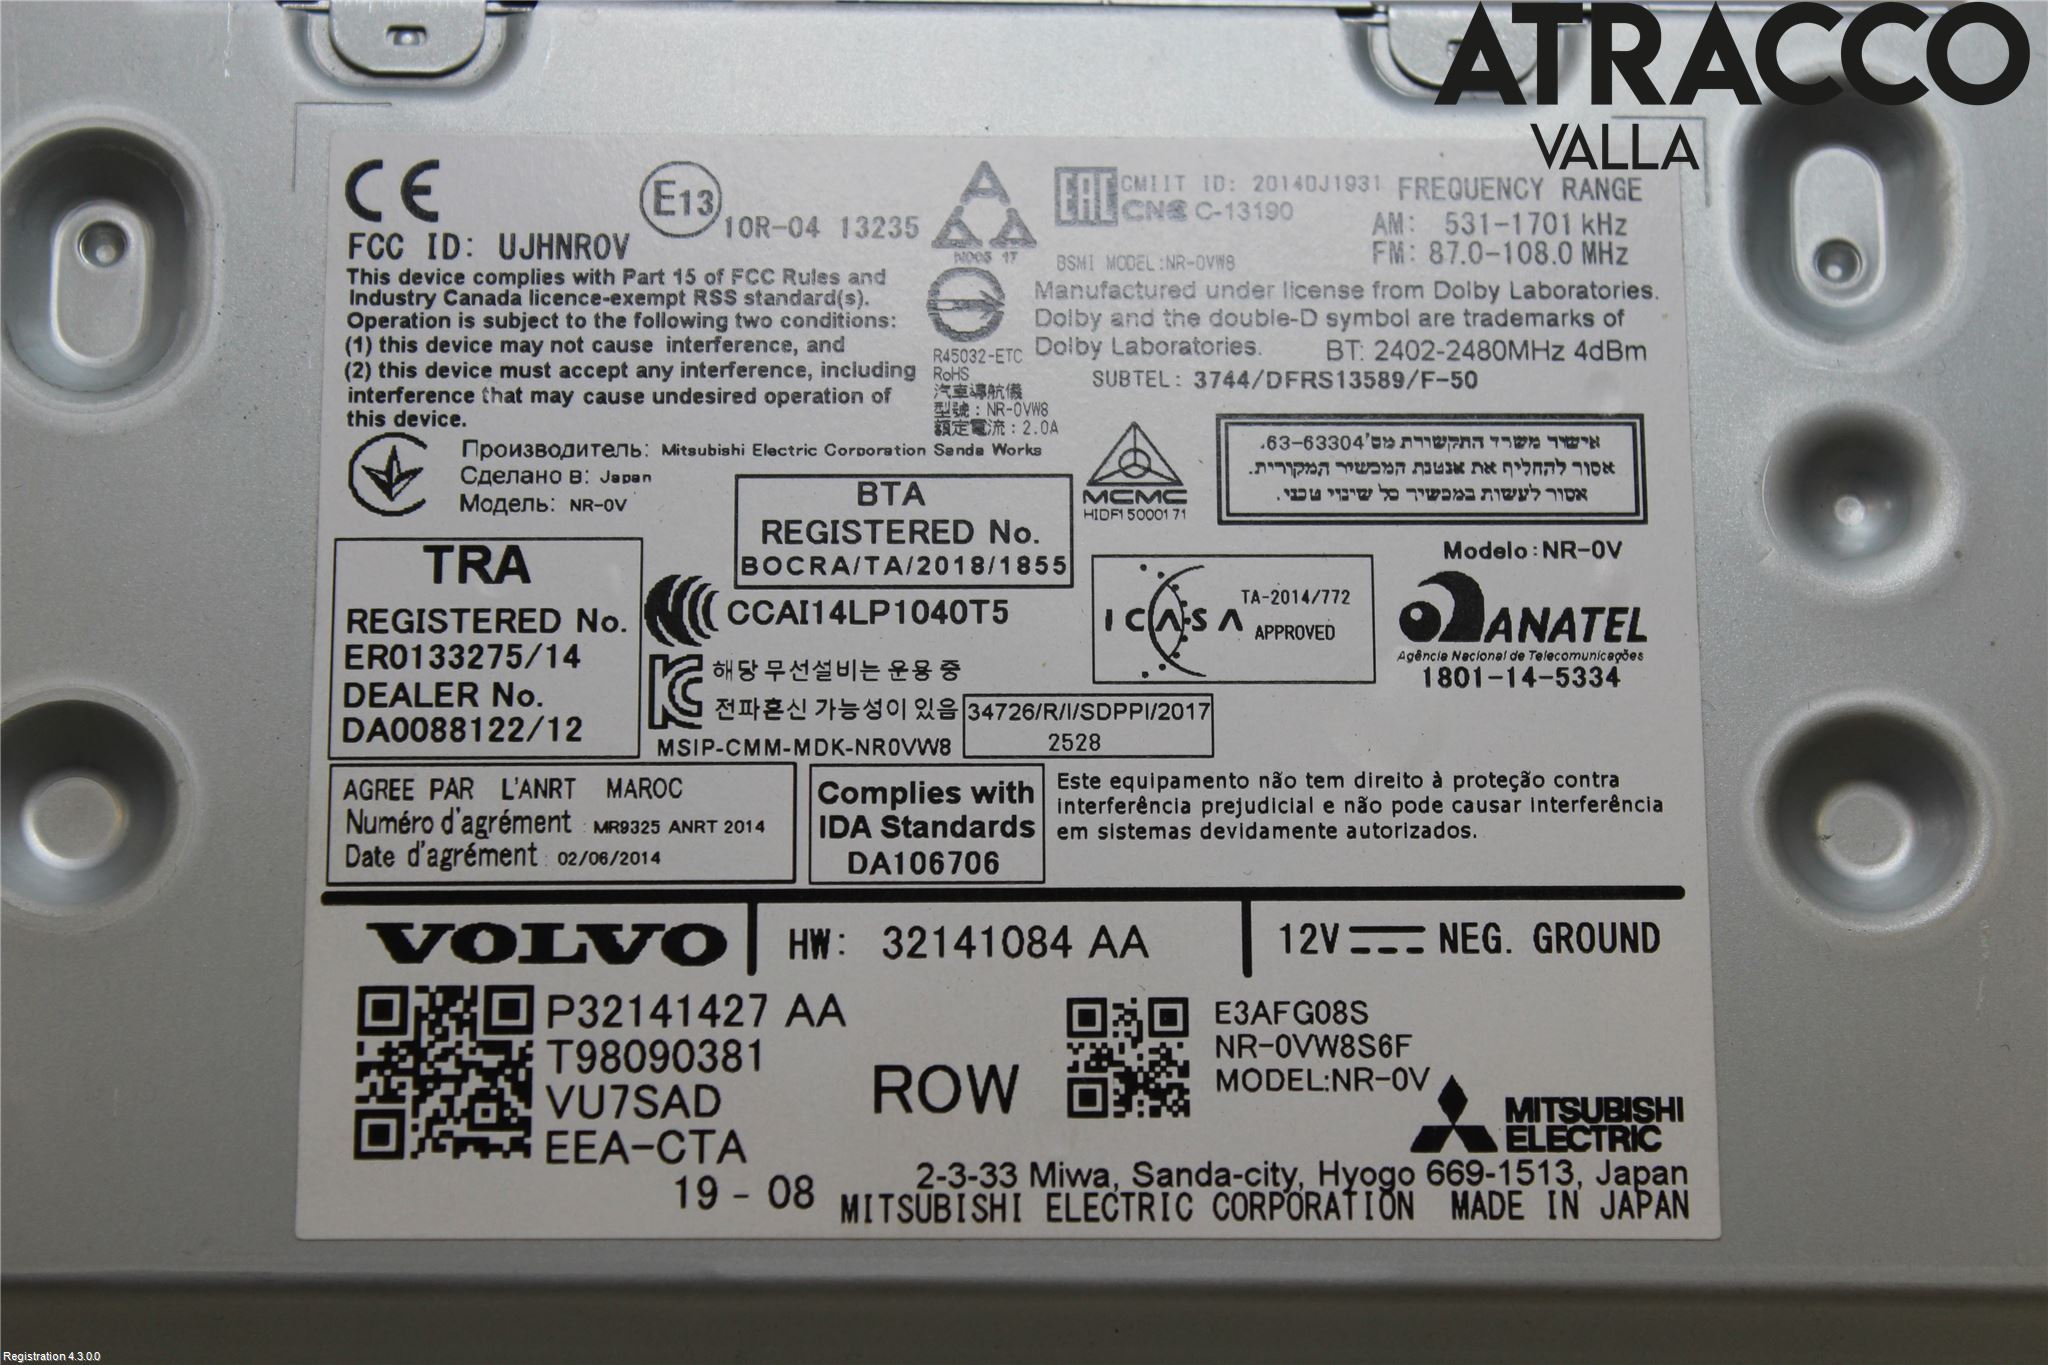 ATRACCO
VALLA
CE
E13
10R-04 13235
N005 17
EAC
CMIIT ID: 2014DJ1931
C-13190
FREQUENCY RANGE
AM: 531-1701 kHz
FM: 87.0-108.0 MHz
FCC ID: UJHNR0V
This device complies with Part 15 of FCC Rules and
Industry Canada licence-exempt RSS standard(s).
Operation is subject to the following two conditions:
(1) this device may not cause interference, and
(2) this device must accept any interference, including
interference that may cause undesired operation of
this device.
R45032-ETC
RoHS
汽車導航儀
型號：NR-0VW8
額定電流：2.0A
BSMI MODEL:NR-0VW8
Manufactured under license from Dolby Laboratories.
Dolby and the double-D symbol are trademarks of
Dolby Laboratories.
BT: 2402-2480MHz 4dBm
SUBTEL: 3744/DFRS13589/F-50
Производитель: Mitsubishi Electric Corporation Sanda Works
Сделано в: Japan
Модель: NR-0V
BTA
REGISTERED No.
BOCRA/TA/2018/1855
MCMC
HIDF15000171
אישור משרד התקשורת מס'63-63304.
אסור להחליף את אנטנת המכשיר המקורית.
אסור לעשות במכשיר כל שינוי טכני.
TRA
REGISTERED No.
ER0133275/14
DEALER No.
DA0088122/12
CCAI14LP1040T5
해당 무선설비는 운용 중
전파혼신 가능성이 있음
MSIP-CMM-MDK-NR0VW8
34726/R/I/SDPPI/2017
2528
ICASA
TA-2014/772
APPROVED
Modelo:NR-0V
ANATEL
Agência Nacional de Telecomunicações
1801-14-5334
AGREE PAR L'ANRT MAROC
Numéro d'agrément : MR9325 ANRT 2014
Date d'agrément : 02/06/2014
Complies with
IDA Standards
DA106706
Este equipamento não tem direito à proteção contra
interferência prejudicial e não pode causar interferência
em sistemas devidamente autorizados.
VOLVO
HW: 32141084 AA
12V NEG. GROUND
P32141427 AA
T98090381
VU7SAD
EEA-CTA
19-08
ROW
E3AFG08S
NR-0VW8S6F
MODEL:NR-0V
MITSUBISHI
ELECTRIC
2-3-33 Miwa, Sanda-city, Hyogo 669-1513, Japan
MITSUBISHI ELECTRIC CORPORATION MADE IN JAPAN
Registration 4.3.0.0